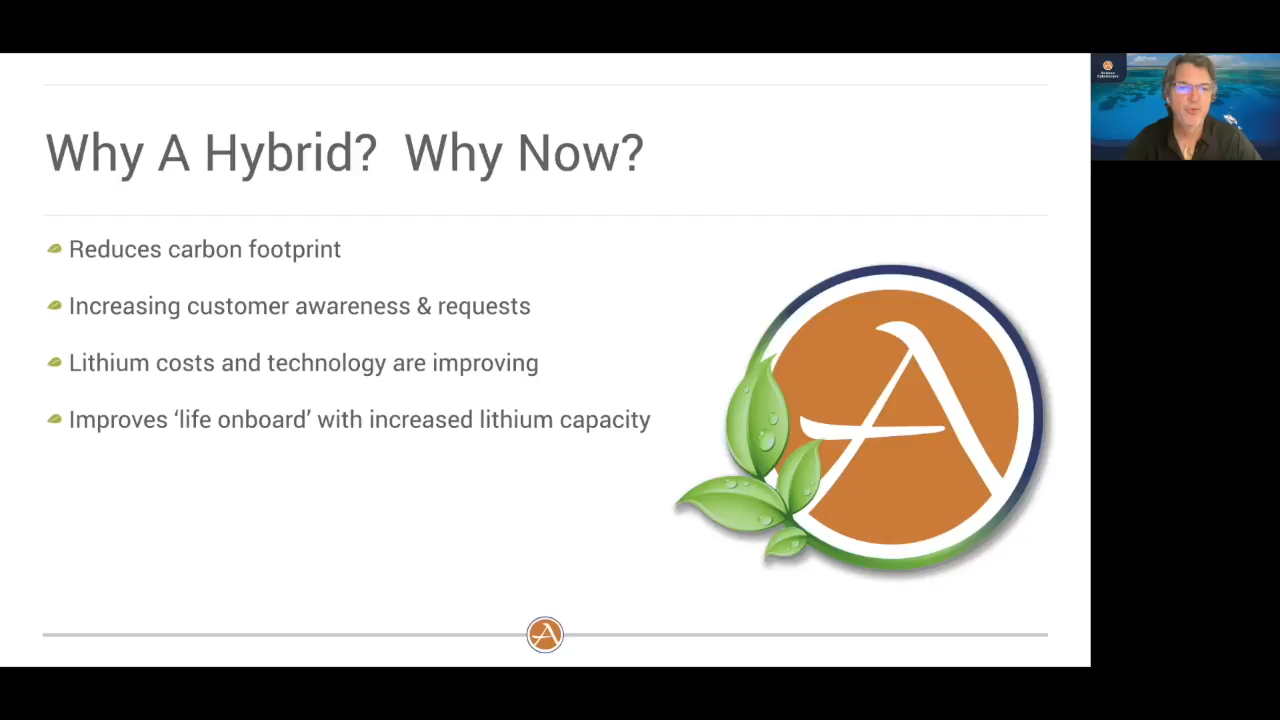 Why A Hybrid?  Why Now?
Reduces carbon footprint
Increasing customer awareness & requests
Lithium costs and technology are improving
Improves ‘life onboard’ with increased lithium capacity
A
A